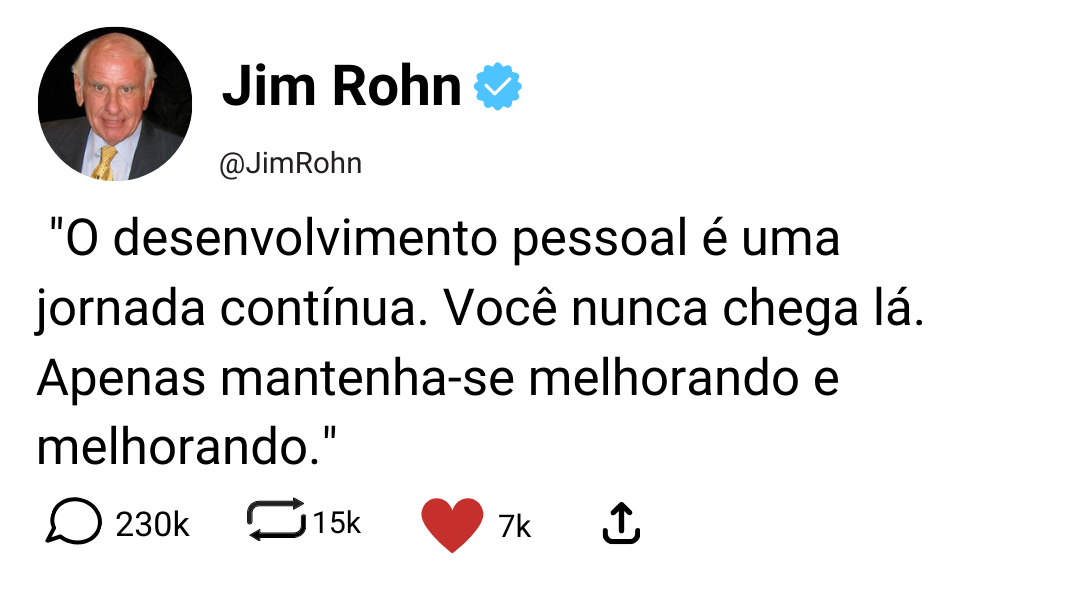 Jim Rohn
@JimRohn
"O desenvolvimento pessoal é uma
jornada contínua. Você nunca chega lá.
Apenas mantenha-se melhorando e
melhorando."
230k 15k 7k